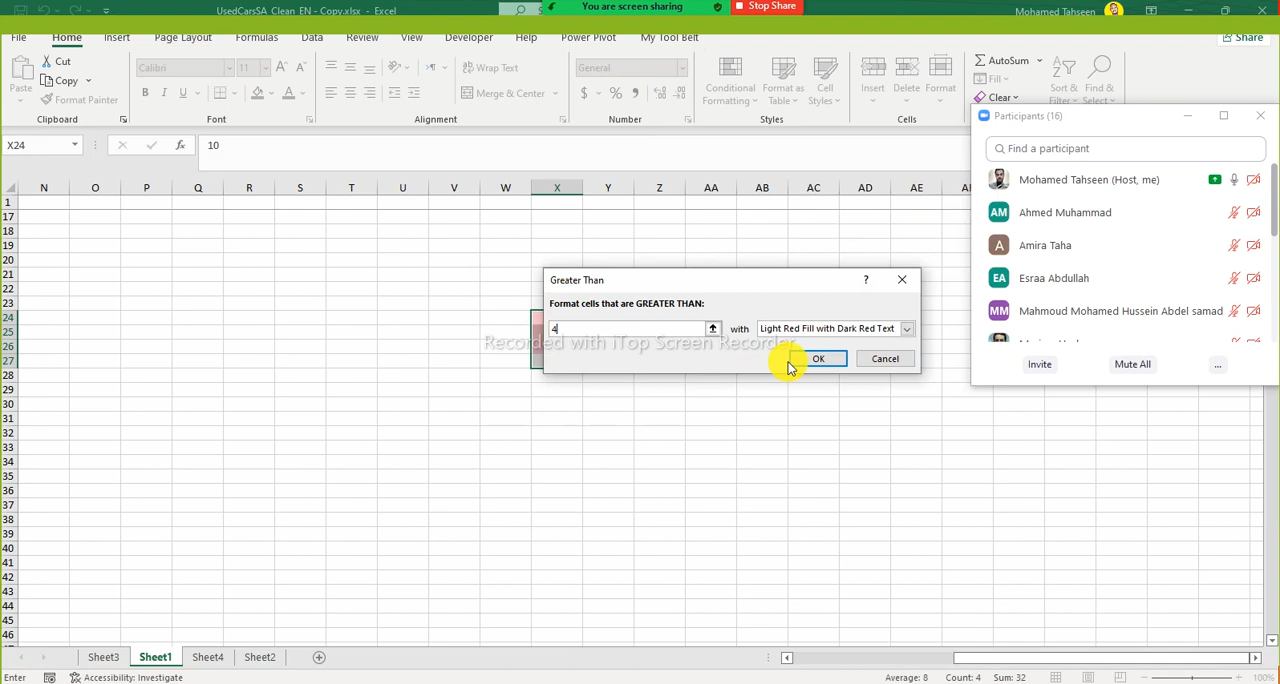 UsedCarsSA_Clean_EN - Copy.xlsx - Excel
You are screen sharing
Stop Share
Mohamed Tahseen
File Home Insert Page Layout Formulas Data Review View Developer Help Power Pivot My Tool Belt
Share
Paste
Cut
Copy
Format Painter
Clipboard
Calibri 11
B I U
Font
Wrap Text
Merge & Center
Alignment
General
$ % 9
Number
Conditional Formatting
Format as Table
Cell Styles
Styles
Insert Delete Format
Cells
AutoSum
Fill
Clear
Sort & Filter
Find & Select
X24
fx
10
N O P Q R S T U V W X Y Z AA AB AC AD AE
1
17
18
19
20
21
22
23
24
25
26
27
28
29
30
31
32
33
34
35
36
37
38
39
40
41
42
43
44
45
46
Greater Than
?
Format cells that are GREATER THAN:
4
with
Light Red Fill with Dark Red Text
OK
Cancel
Recorded with iTop Screen Recorder
Participants (16)
Find a participant
Mohamed Tahseen (Host, me)
AM Ahmed Muhammad
A Amira Taha
EA Esraa Abdullah
MM Mahmoud Mohamed Hussein Abdel samad
Invite
Mute All
...
Sheet3 Sheet1 Sheet4 Sheet2
Enter
Accessibility: Investigate
Average: 8 Count: 4 Sum: 32
100%